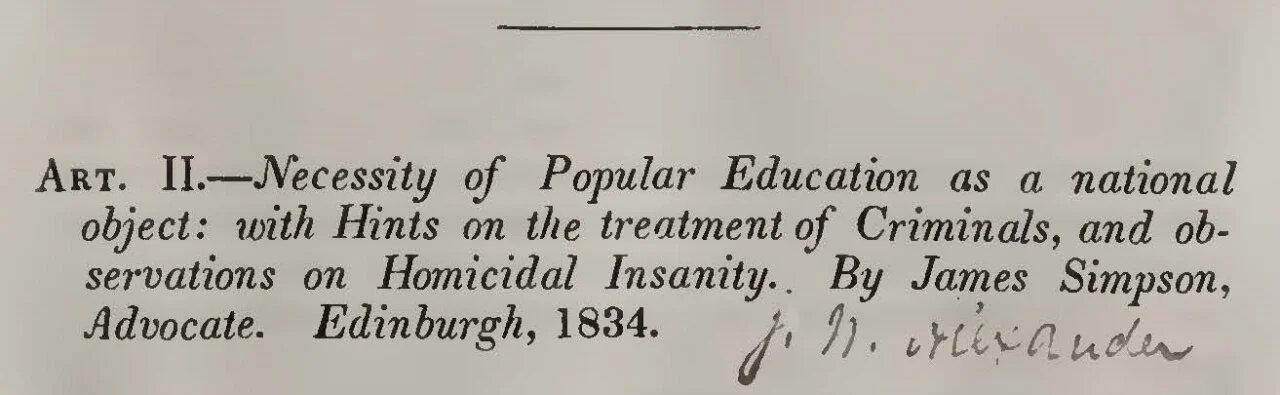 ART. II.—Necessity of Popular Education as a national
object: with Hints on the treatment of Criminals, and ob-
servations on Homicidal Insanity. By James Simpson,
Advocate. Edinburgh, 1834.
J. W. Alexander